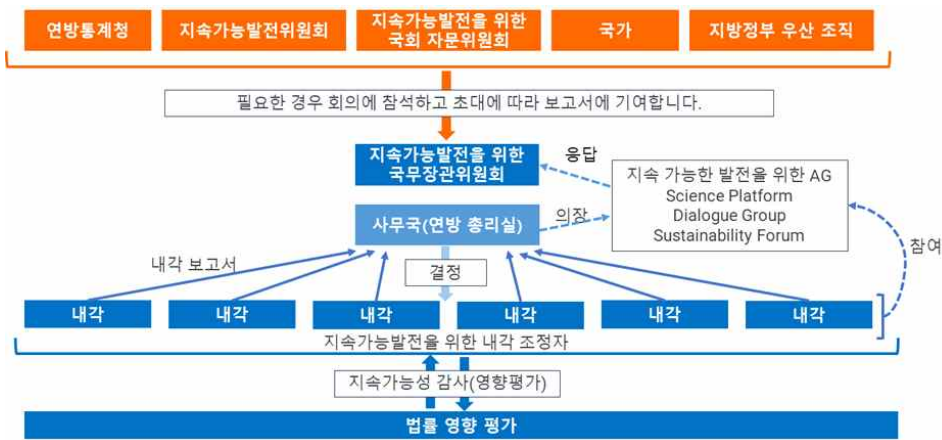 연방통계청
지속가능발전위원회
지속가능발전을 위한
국회 자문위원회
국가
지방정부 우산 조직
필요한 경우 회의에 참석하고 초대에 따라 보고서에 기여합니다.
지속가능발전을 위한
국무장관위원회
응답
지속 가능한 발전을 위한 AG
Science Platform
Dialogue Group
Sustainability Forum
사무국(연방 총리실)
의장
참여
내각 보고서
결정
내각
내각
내각
내각
내각
내각
지속가능발전을 위한 내각 조정자
지속가능성 감사(영향평가)
법률 영향 평가